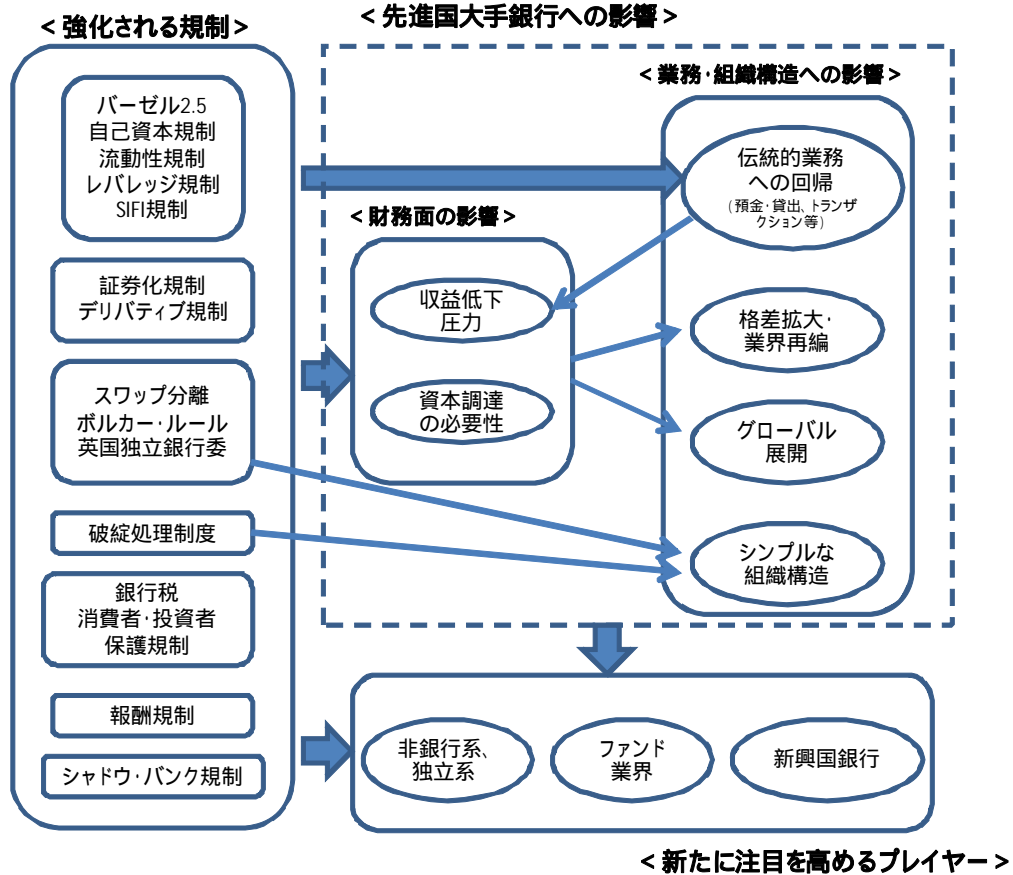 <強化される規制>
バーゼル2.5
自己資本規制
流動性規制
レバレッジ規制
SIFI規制
証券化規制
デリバティブ規制
スワップ分離
ボルカー・ルール
英国独立銀行委
破綻処理制度
銀行税
消費者・投資者
保護規制
報酬規制
シャドウ・バンク規制
<先進国大手銀行への影響>
<財務面の影響>
収益低下
圧力
資本調達
の必要性
<業務・組織構造への影響>
伝統的業務
への回帰
(預金・貸出、トランザ
クション等)
格差拡大・
業界再編
グローバル
展開
シンプルな
組織構造
非銀行系、
独立系
ファンド
業界
新興国銀行
<新たに注目を高めるプレイヤー>